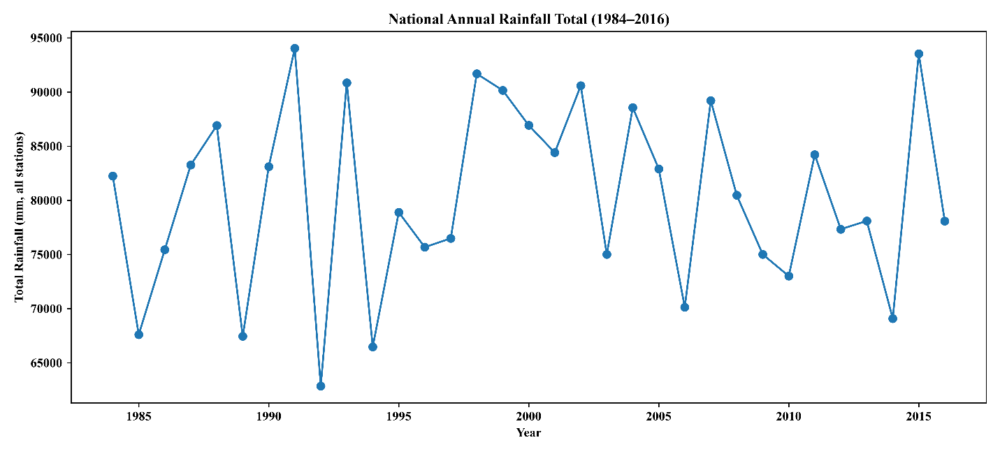 National Annual Rainfall Total (1984–2016)
Total Rainfall (mm, all stations)
95000
90000
85000
80000
75000
70000
65000
1985 1990 1995 2000 2005 2010 2015
Year